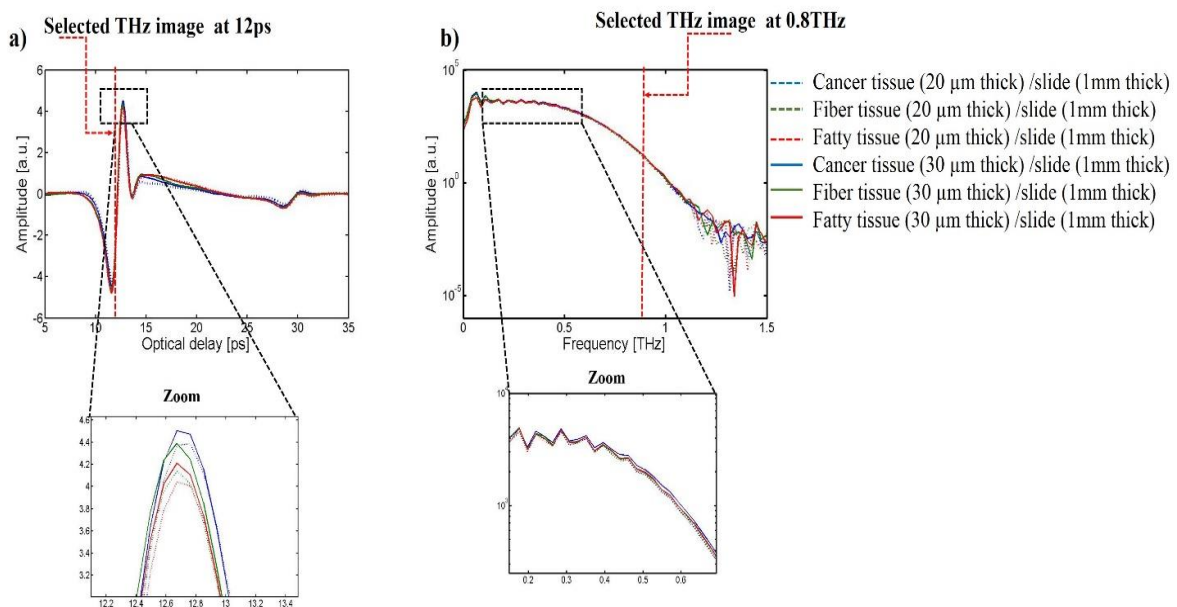 Selected THz image at 12ps
Selected THz image at 0.8THz
a)
b)
6
4
2
0
-2
-4
-6
5
10
15
20
25
30
35
Amplitude [a.u.]
Optical delay [ps]
10^5
10^0
10^-5
0
0.5
1
1.5
Amplitude [a.u.]
Frequency [THz]
Cancer tissue (20 µm thick) /slide (1mm thick)
Fiber tissue (20 µm thick) /slide (1mm thick)
Fatty tissue (20 µm thick) /slide (1mm thick)
Cancer tissue (30 µm thick) /slide (1mm thick)
Fiber tissue (30 µm thick) /slide (1mm thick)
Fatty tissue (30 µm thick) /slide (1mm thick)
Zoom
4.6
4.4
4.2
4
3.8
3.6
3.4
3.2
12.2
12.4
12.6
12.8
13
13.2
13.4
Zoom
0.2
0.3
0.4
0.5
0.6